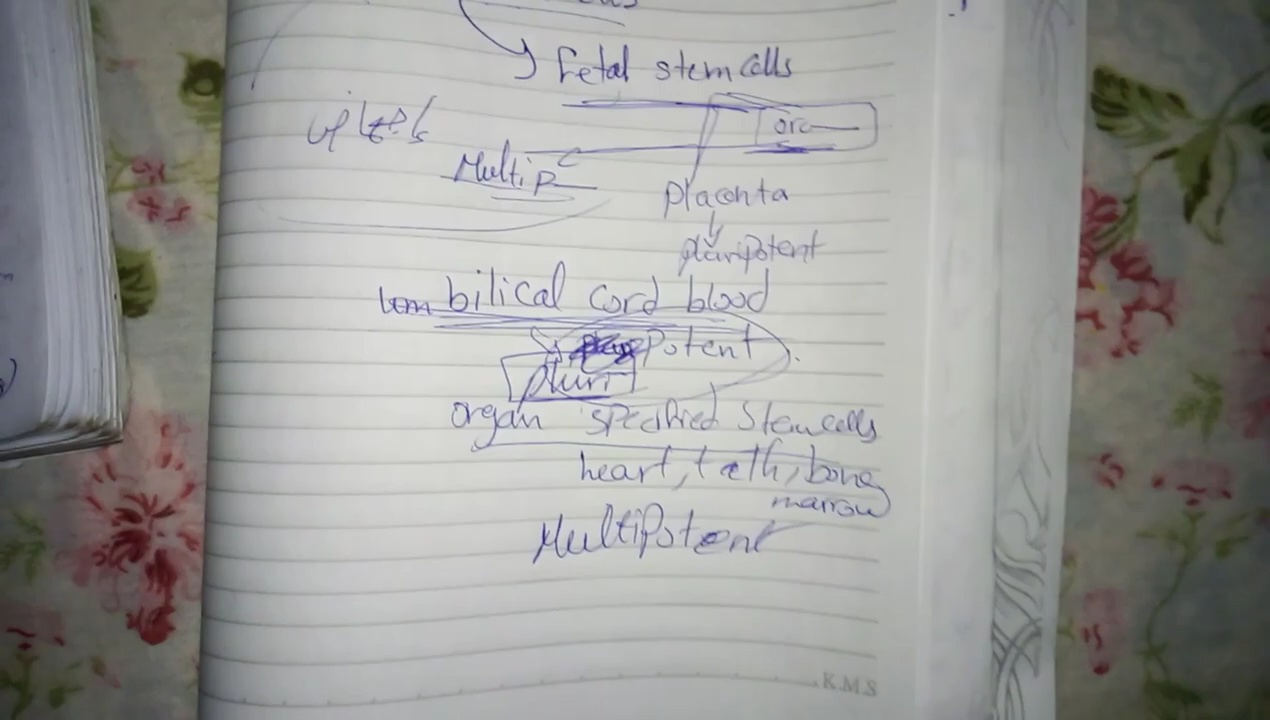 Fetal stem cells
Multip
Placenta
pluripotent
bilical cord blood
Potent
pluri
organ specified Stem cells
heart, teeth, bone
marrow
MultiPotent
K.M.S